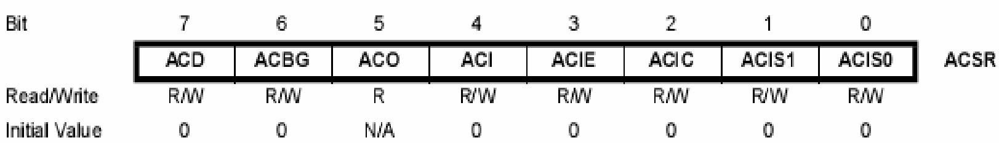 Bit 7 6 5 4 3 2 1 0
ACD ACBG ACO ACI ACIE ACIC ACIS1 ACIS0 ACSR
Read/Write R/W R/W R R/W R/W R/W R/W R/W
Initial Value 0 0 N/A 0 0 0 0 0